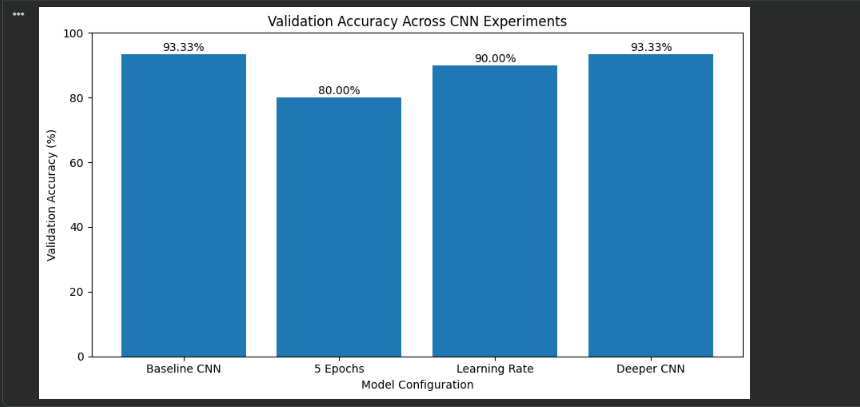 Validation Accuracy Across CNN Experiments
100
93.33%
80.00%
90.00%
93.33%
80
60
40
20
0
Validation Accuracy (%)
Baseline CNN
5 Epochs
Learning Rate
Deeper CNN
Model Configuration